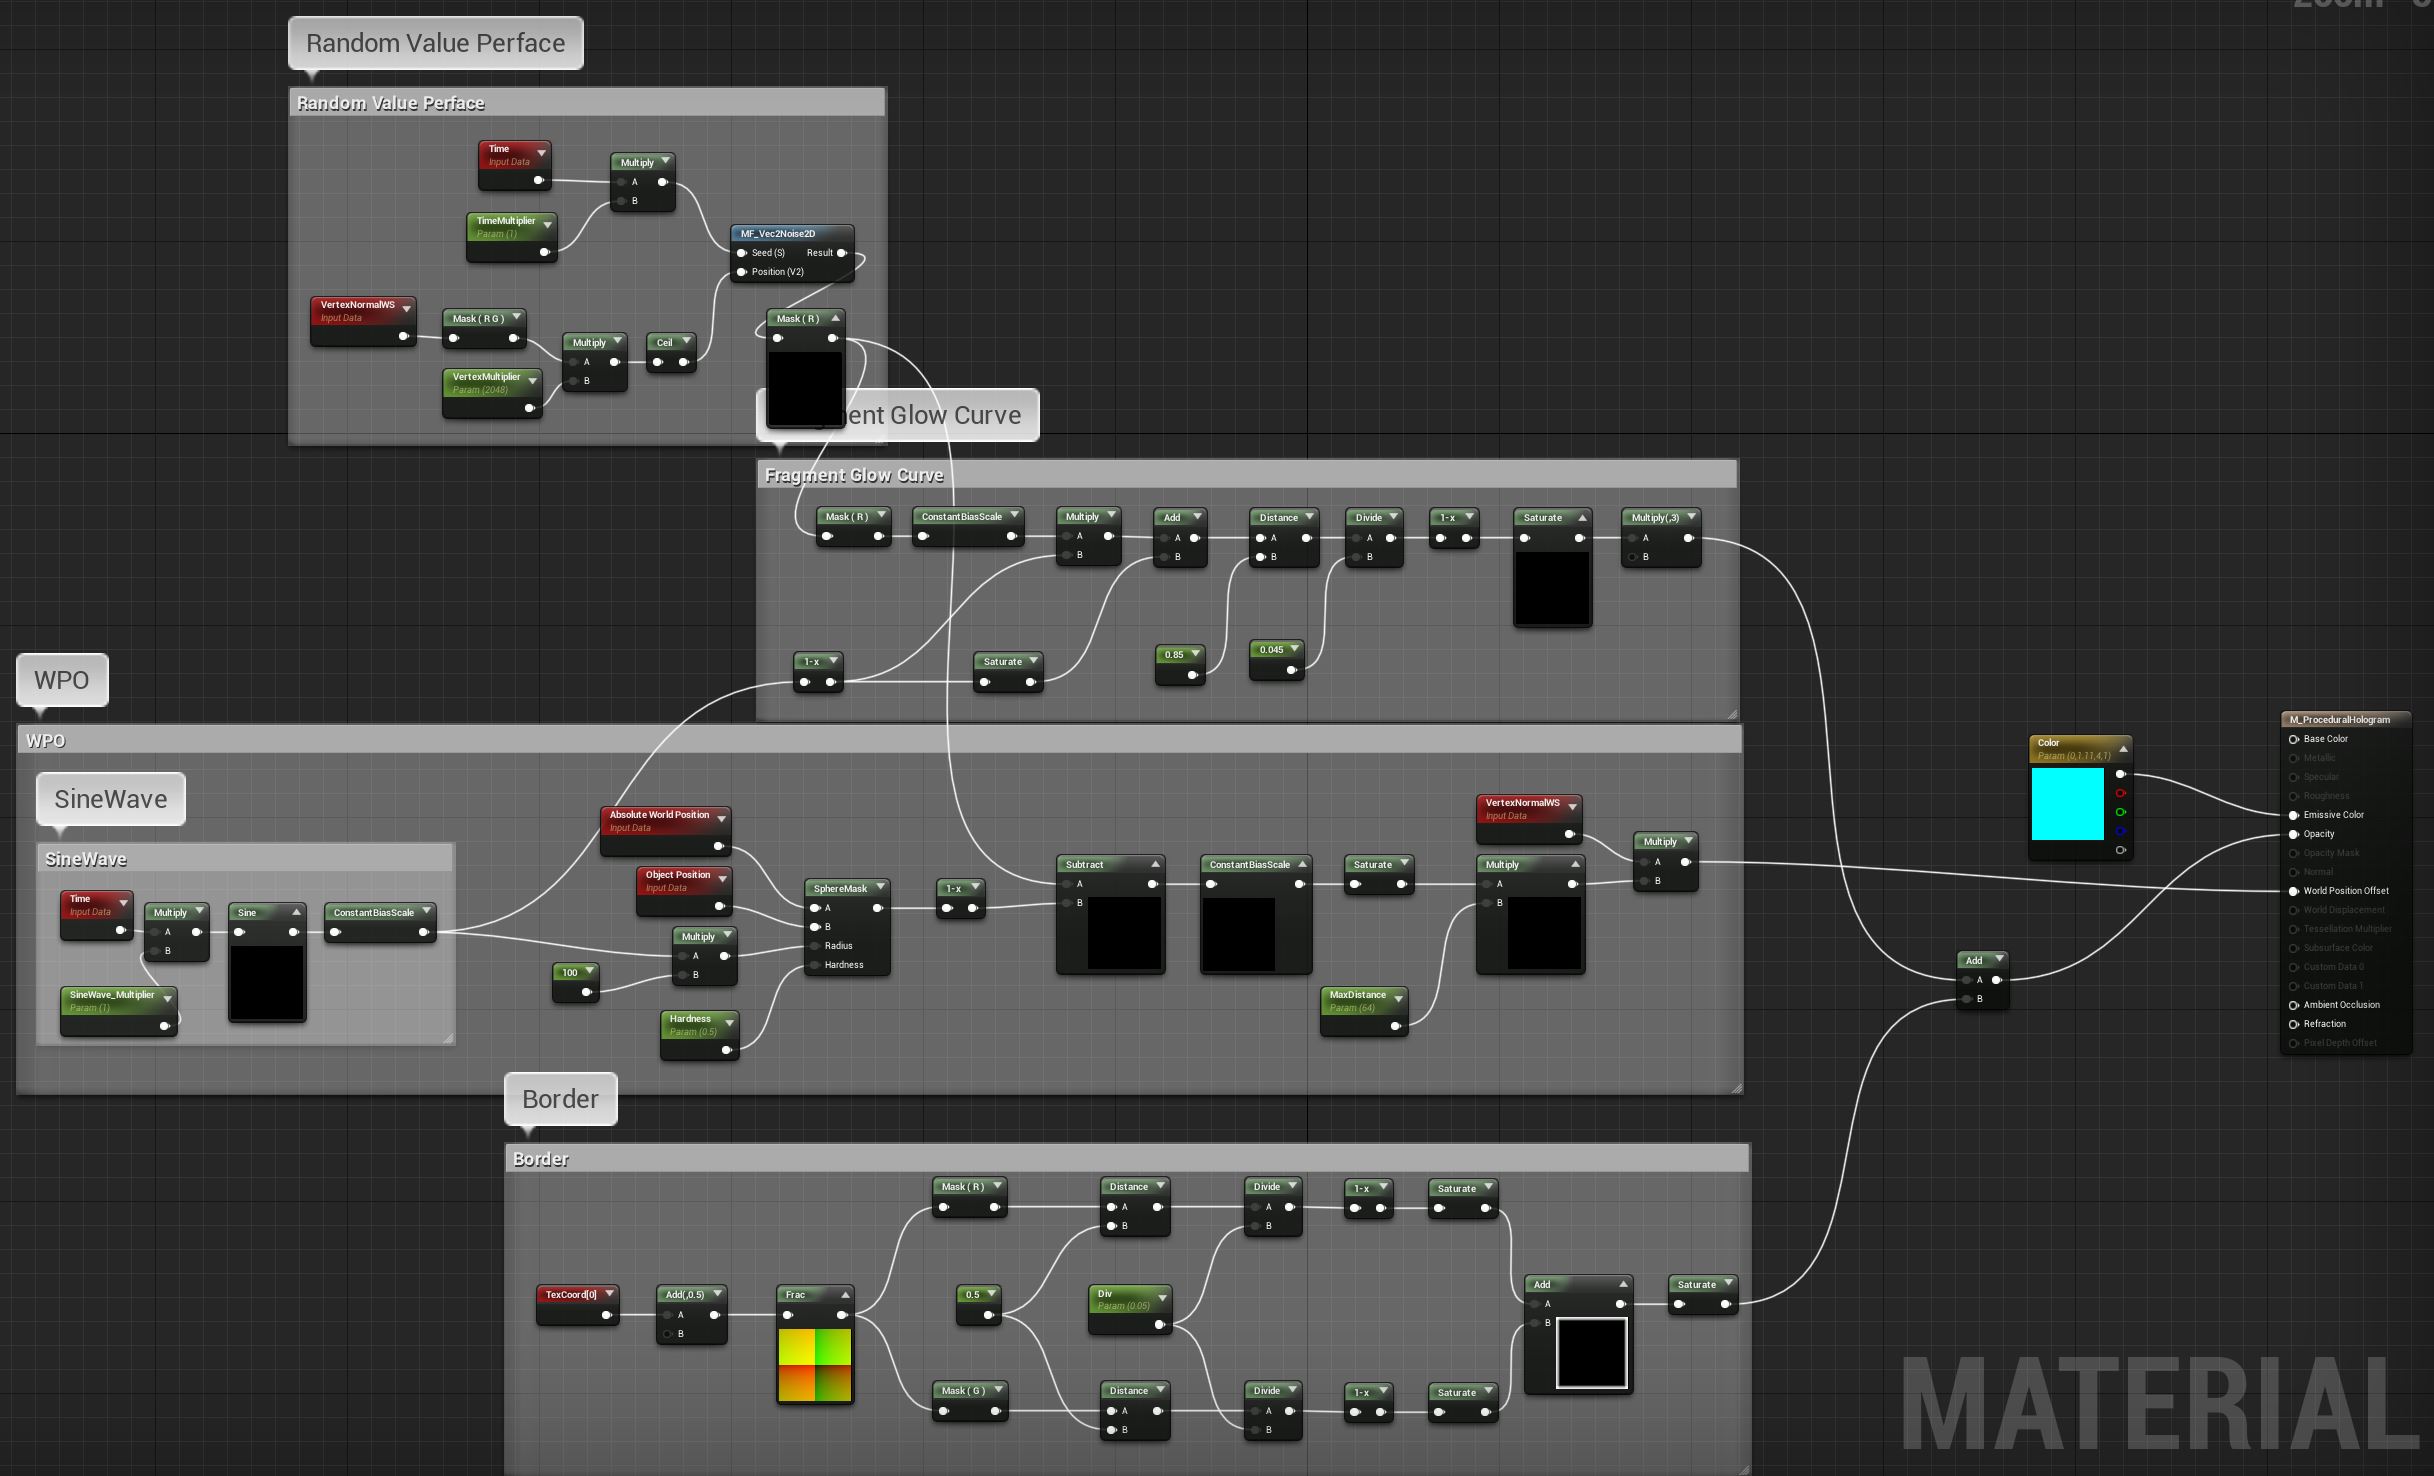 Random Value Perface
Random Value Perface
Time
Input Data
Multiply
A
B
TimeMultiplier
Param (1)
MF_Vec2Noise2D
Seed (S) Result
Position (V2)
VertexNormalWS
Input Data
Mask ( R G )
Multiply
A
B
Ceil
Mask ( R )
VertexMultiplier
Param (2048)
ent Glow Curve
Fragment Glow Curve
Mask ( R )
ConstantBiasScale
Multiply
A
B
Add
A
B
Distance
A
B
Divide
A
B
1-x
Saturate
Multiply(,3)
A
B
1-x
Saturate
0.85
0.045
WPO
WPO
SineWave
SineWave
Time
Input Data
Multiply
A
B
Sine
ConstantBiasScale
SineWave_Multiplier
Param (1)
Absolute World Position
Input Data
Object Position
Input Data
Multiply
A
B
100
Hardness
Param (0.5)
SphereMask
A
B
Radius
Hardness
1-x
Subtract
A
B
ConstantBiasScale
Saturate
MaxDistance
Param (64)
VertexNormalWS
Input Data
Multiply
A
B
Multiply
A
B
Border
Border
TexCoord[0]
Add(,0.5)
A
B
Frac
Mask ( R )
Distance
A
B
Divide
A
B
1-x
Saturate
0.5
Div
Param (0.05)
Mask ( G )
Distance
A
B
Divide
A
B
1-x
Saturate
Add
A
B
Saturate
Add
A
B
Color
Param (0,1.11,4,1)
M_ProceduralHologram
Base Color
Metallic
Specular
Roughness
Emissive Color
Opacity
Opacity Mask
Normal
World Position Offset
World Displacement
Tessellation Multiplier
Subsurface Color
Custom Data 0
Custom Data 1
Ambient Occlusion
Refraction
Pixel Depth Offset
MATERIAL